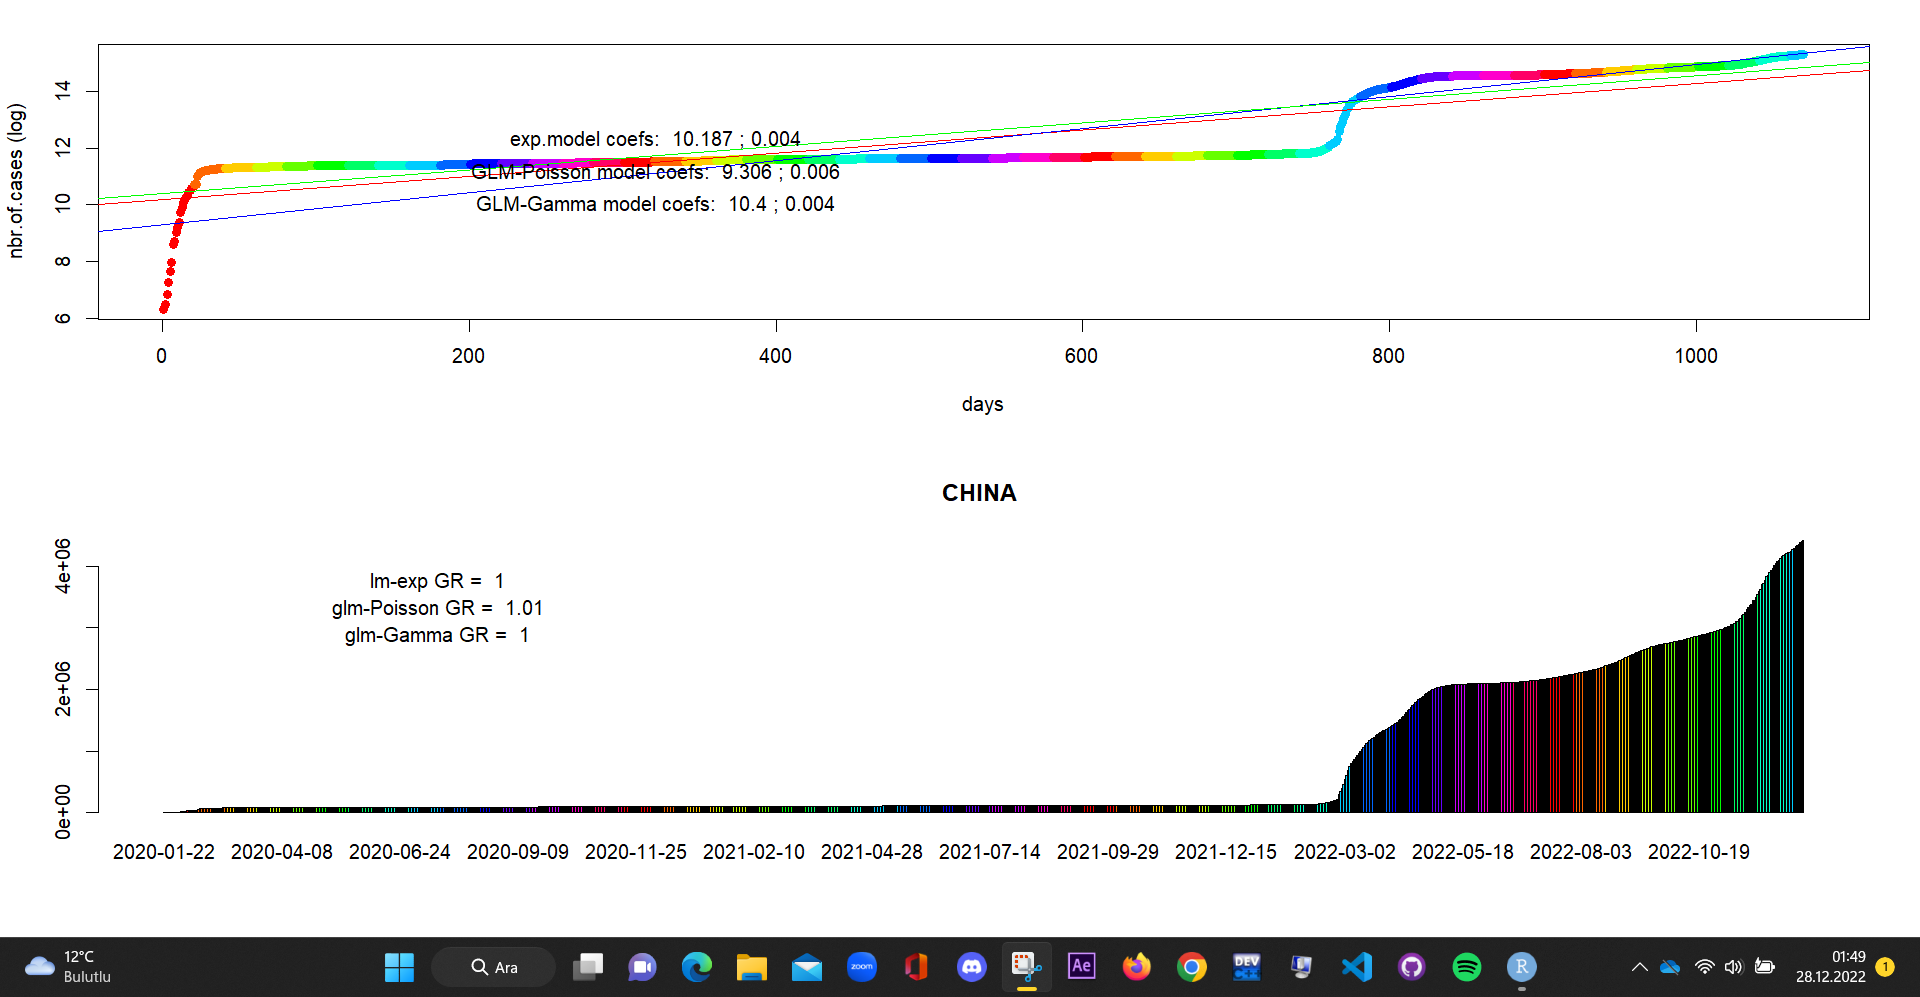 nbr.of.cases (log)
14
12
10
8
6
exp.model coefs:  10.187 ; 0.004
GLM-Poisson model coefs:  9.306 ; 0.006
GLM-Gamma model coefs:  10.4 ; 0.004
0 200 400 600 800 1000
days
CHINA
4e+06
2e+06
0e+00
lm-exp GR =  1
glm-Poisson GR =  1.01
glm-Gamma GR =  1
2020-01-22 2020-04-08 2020-06-24 2020-09-09 2020-11-25 2021-02-10 2021-04-28 2021-07-14 2021-09-29 2021-12-15 2022-03-02 2022-05-18 2022-08-03 2022-10-19
12°C
Bulutlu
Ara
zoom
Ae
DEV
C++
R
01:49
28.12.2022
1